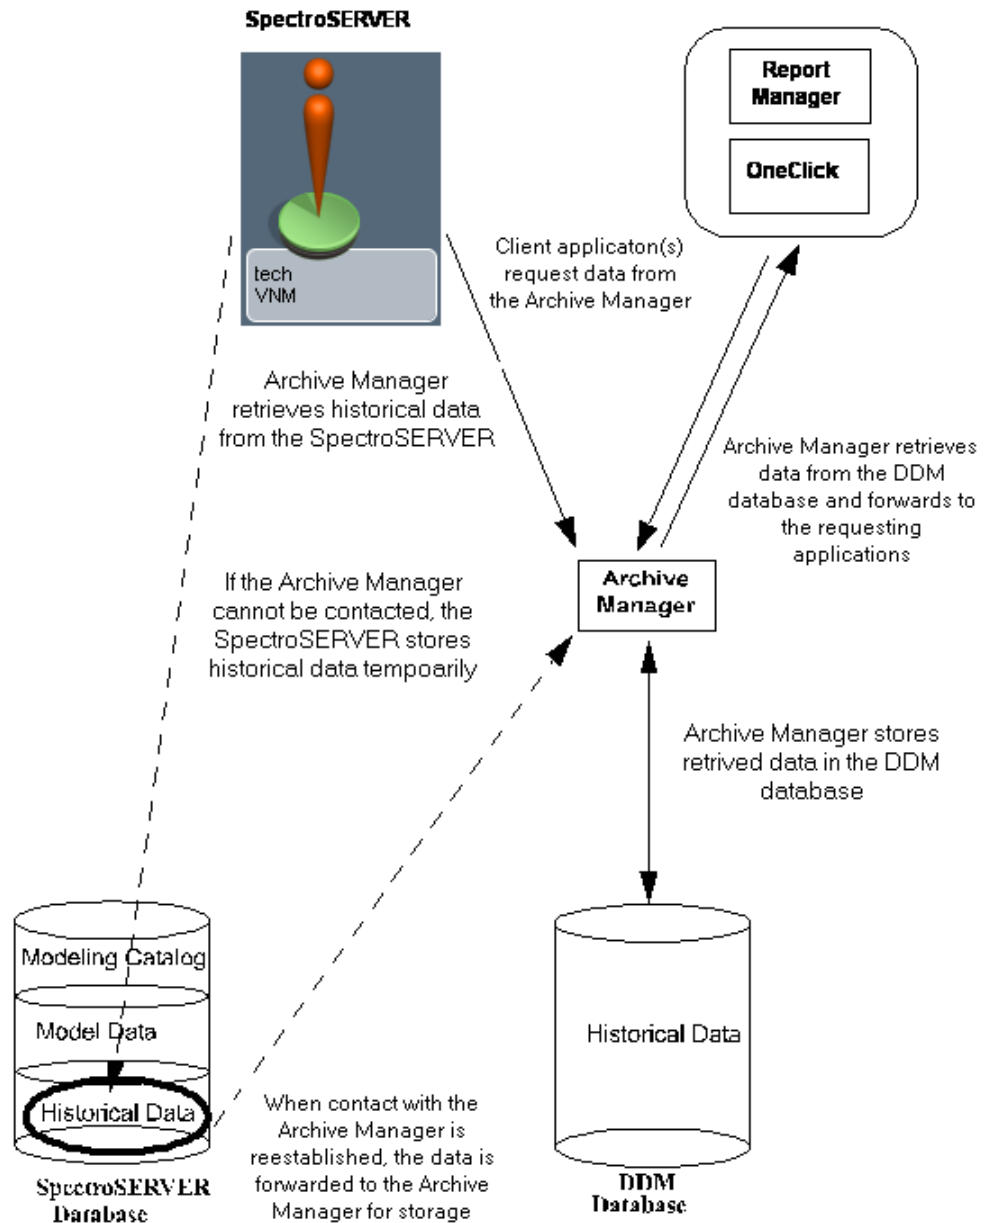 SpectroSERVER
Report
Manager
OneClick
tech
VNM
Client applicaton(s)
request data from
the Archive Manager
Archive Manager
retrieves historical data
from the SpectroSERVER
Archive Manager retrieves
data from the DDM
database and forwards to
the requesting
applications
If the Archive Manager
cannot be contacted, the
SpectroSERVER stores
historical data tempoarily
Archive
Manager
Archive Manager stores
retrived data in the DDM
database
Modeling Catalog
Model Data
Historical Data
Historical Data
When contact with the
Archive Manager is
reestablished, the data is
forwarded to the Archive
Manager for storage
SpectroSERVER
Database
DDM
Database